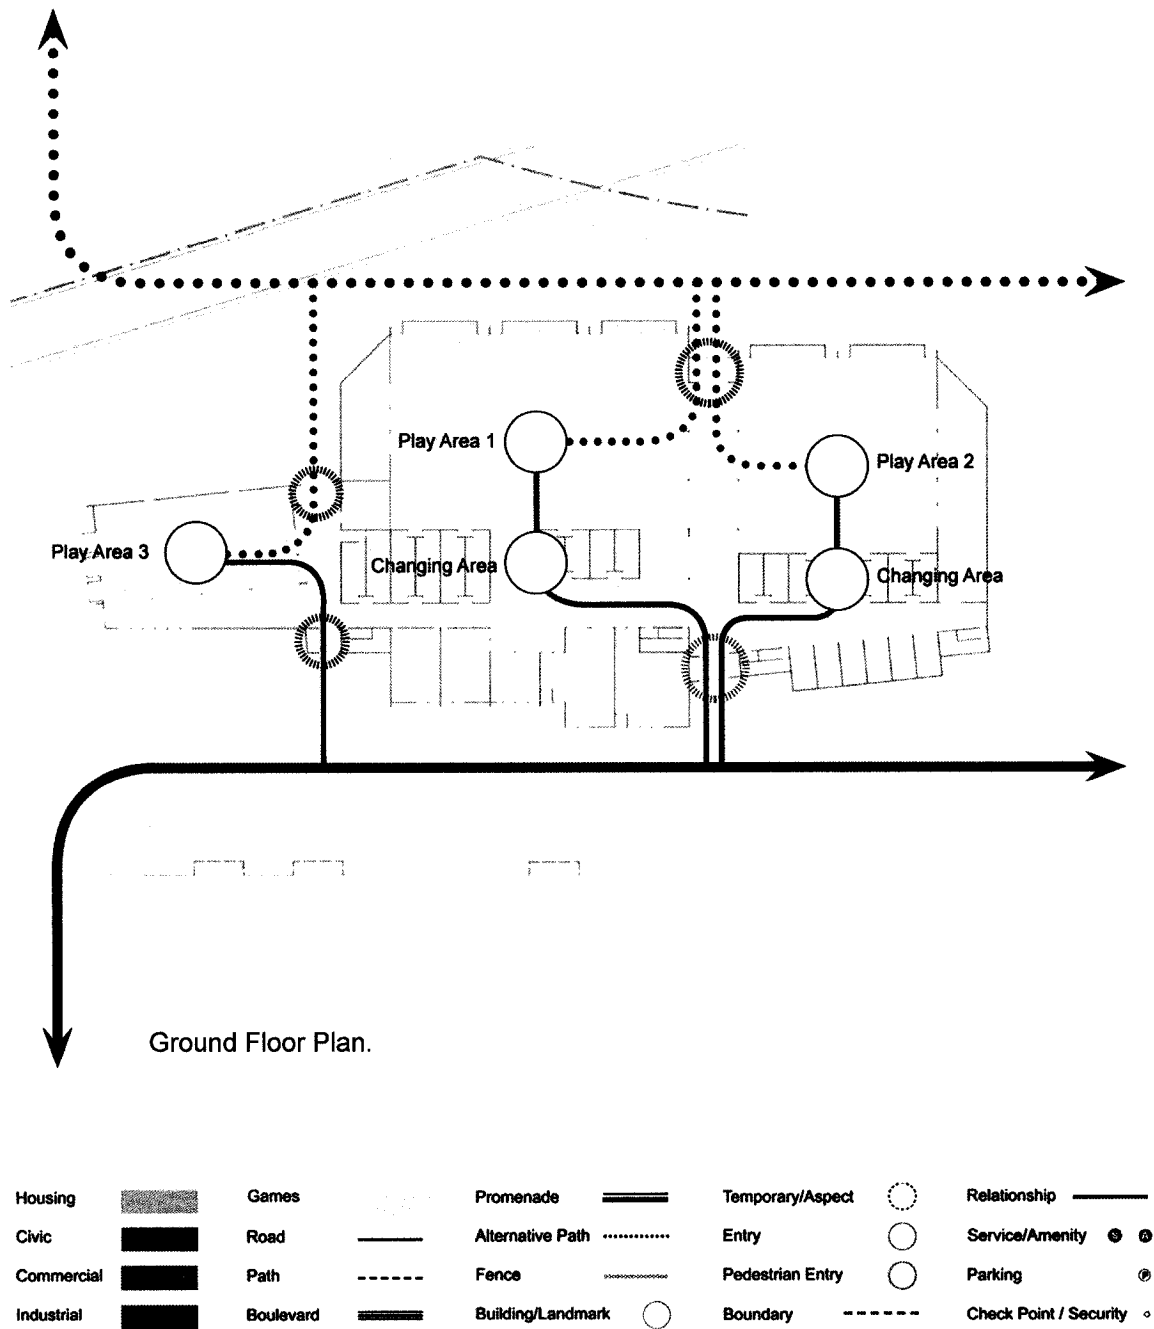 Play Area 1
Play Area 2
Play Area 3
Changing Area
Changing Area
Ground Floor Plan.
Housing Games Promenade Temporary/Aspect Relationship
Civic Road Alternative Path Entry Service/Amenity S A
Commercial Path Fence Pedestrian Entry Parking P
Industrial Boulevard Building/Landmark Boundary Check Point / Security